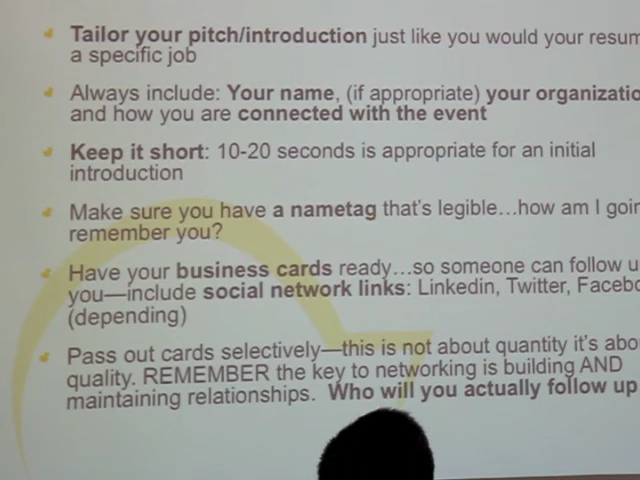 Tailor your pitch/introduction just like you would your resum
a specific job
Always include: Your name, (if appropriate) your organizatio
and how you are connected with the event
Keep it short: 10-20 seconds is appropriate for an initial
introduction
Make sure you have a nametag that's legible...how am I goin
remember you?
Have your business cards ready...so someone can follow u
you—include social network links: Linkedin, Twitter, Facebo
(depending)
Pass out cards selectively—this is not about quantity it's abo
quality. REMEMBER the key to networking is building AND
maintaining relationships. Who will you actually follow up